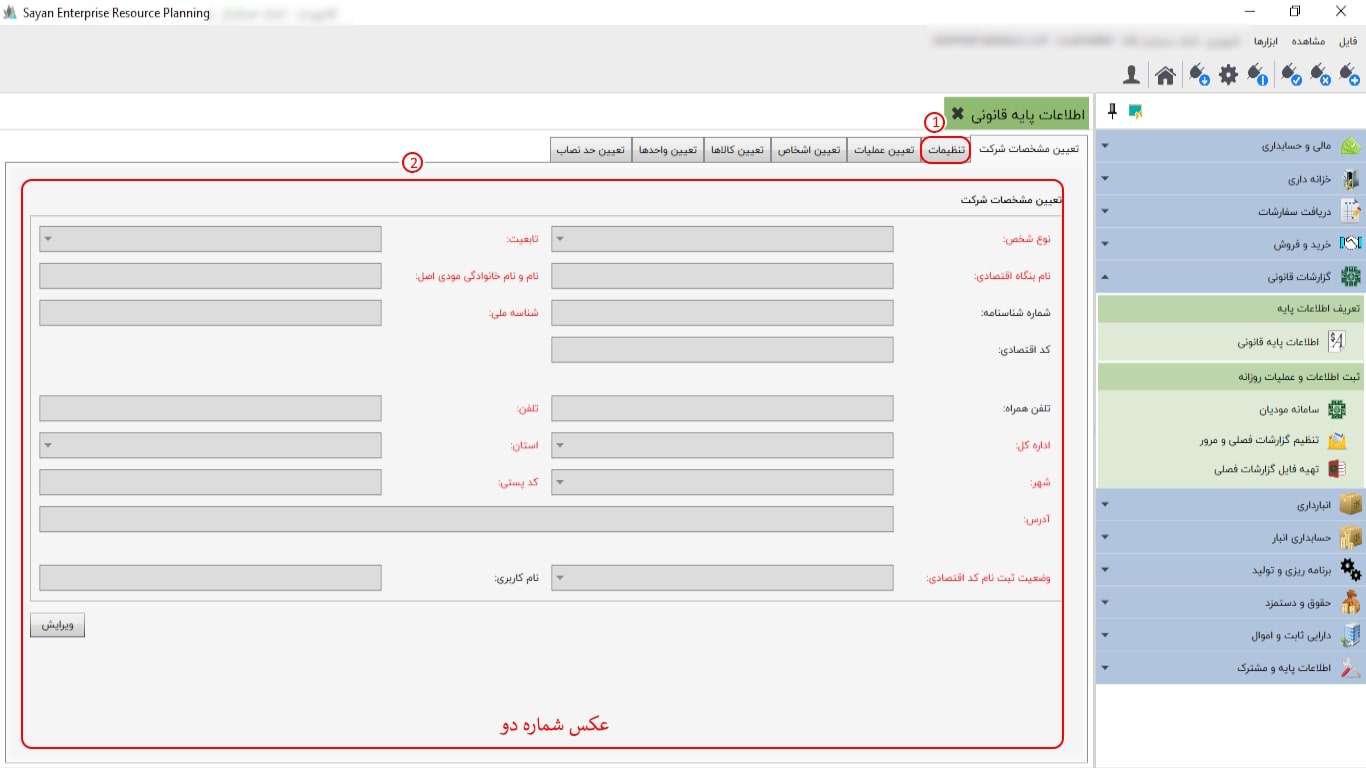 Sayan Enterprise Resource Planning
فایل مشاهده ابزارها
اطلاعات پایه قانونی
1
تعیین مشخصات شرکت تنظیمات تعیین عملیات تعیین اشخاص تعیین کالاها تعیین واحدها تعیین حد نصاب
2
تعیین مشخصات شرکت
نوع شخص: تابعیت:
نام بنگاه اقتصادی: نام و نام خانوادگی مودی اصل:
شماره شناسنامه: شناسه ملی:
کد اقتصادی:
تلفن همراه: تلفن:
اداره کل: استان:
شهر: کد پستی:
آدرس:
وضعیت ثبت نام کد اقتصادی: نام کاربری:
ویرایش
عکس شماره دو
مالی و حسابداری
خزانه داری
دریافت سفارشات
خرید و فروش
گزارشات قانونی
تعریف اطلاعات پایه
اطلاعات پایه قانونی
ثبت اطلاعات و عملیات روزانه
سامانه مودیان
تنظیم گزارشات فصلی و مرور
تهیه فایل گزارشات فصلی
انبارداری
حسابداری انبار
برنامه ریزی و تولید
حقوق و دستمزد
دارایی ثابت و اموال
اطلاعات پایه و مشترک